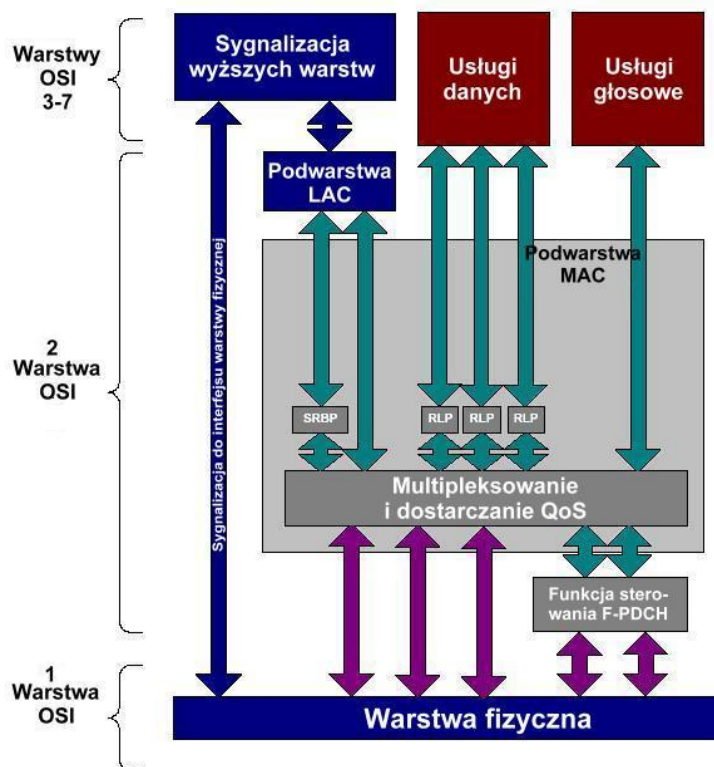 Warstwy
OSI
3-7
Sygnalizacja
wyższych warstw
Usługi
danych
Usługi
głosowe
Podwarstwa
LAC
Podwarstwa
MAC
Sygnalizacja do interfejsu warstwy fizycznej
2
Warstwa
OSI
SRBP
RLP
RLP
RLP
Multipleksowanie
i dostarczanie QoS
Funkcja stero-
wania F-PDCH
1
Warstwa
OSI
Warstwa fizyczna